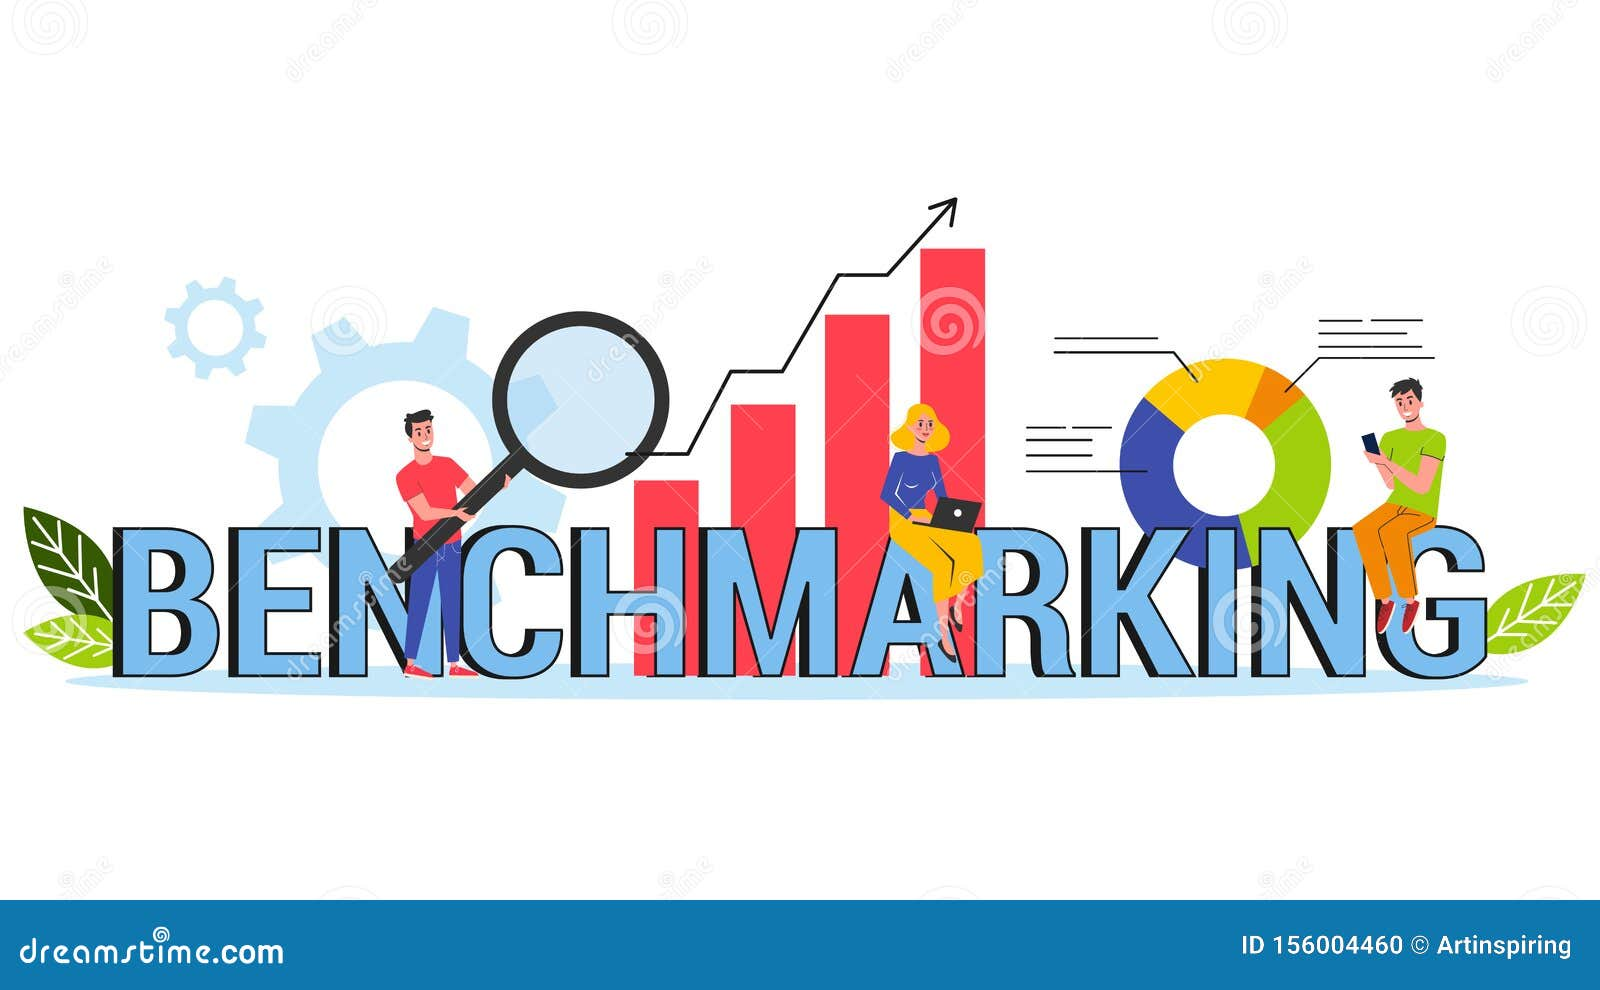 BENCHMARKING
dreamstime.com
ID 156004460 © Artinspiring